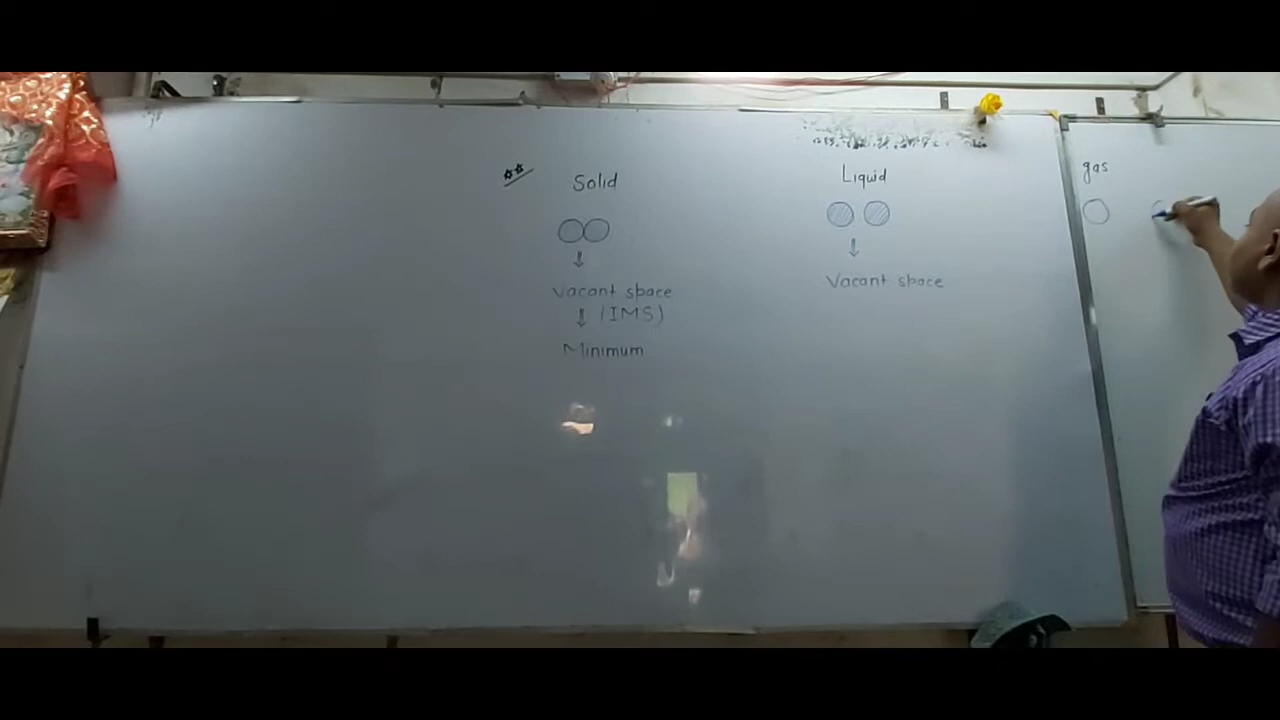 Solid
Vacant space
(IMS)
Minimum
Liquid
Vacant space
gas